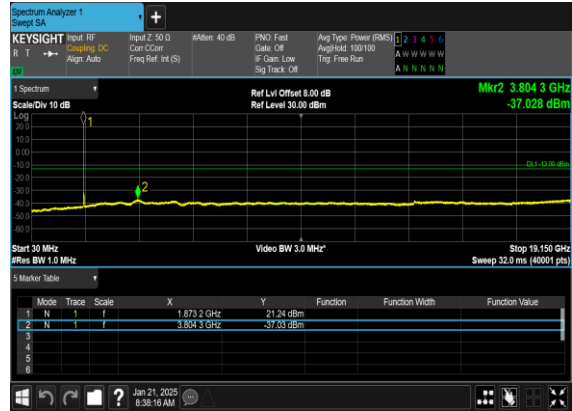 Spectrum Analyzer 1
Swept SA
+
KEYSIGHT Input: RF Input Z: 50 Ω #Atten: 40 dB PNO: Fast Avg Type: Power (RMS) 1 2 3 4 5 6
R T Coupling: DC Corr CCorr Gate: Off Avg|Hold: 100/100 A W W W W W
Align: Auto Freq Ref: Int (S) IF Gain: Low Trig: Free Run
Sig Track: Off A N N N N N
1 Spectrum Ref Lvl Offset 8.00 dB Mkr2 3.804 3 GHz
Scale/Div 10 dB Ref Level 30.00 dBm -37.028 dBm
Log
1
20.0
10.0
0.00
-10.0
DL1 -13.00 dBm
-20.0
-30.0
2
-40.0
-50.0
-60.0
Start 30 MHz Video BW 3.0 MHz* Stop 19.150 GHz
#Res BW 1.0 MHz Sweep 32.0 ms (40001 pts)
5 Marker Table
Mode Trace Scale X Y Function Function Width Function Value
1 N 1 f 1.873 2 GHz 21.24 dBm
2 N 1 f 3.804 3 GHz -37.03 dBm
3
4
5
6
? Jan 21, 2025
8:38:16 AM